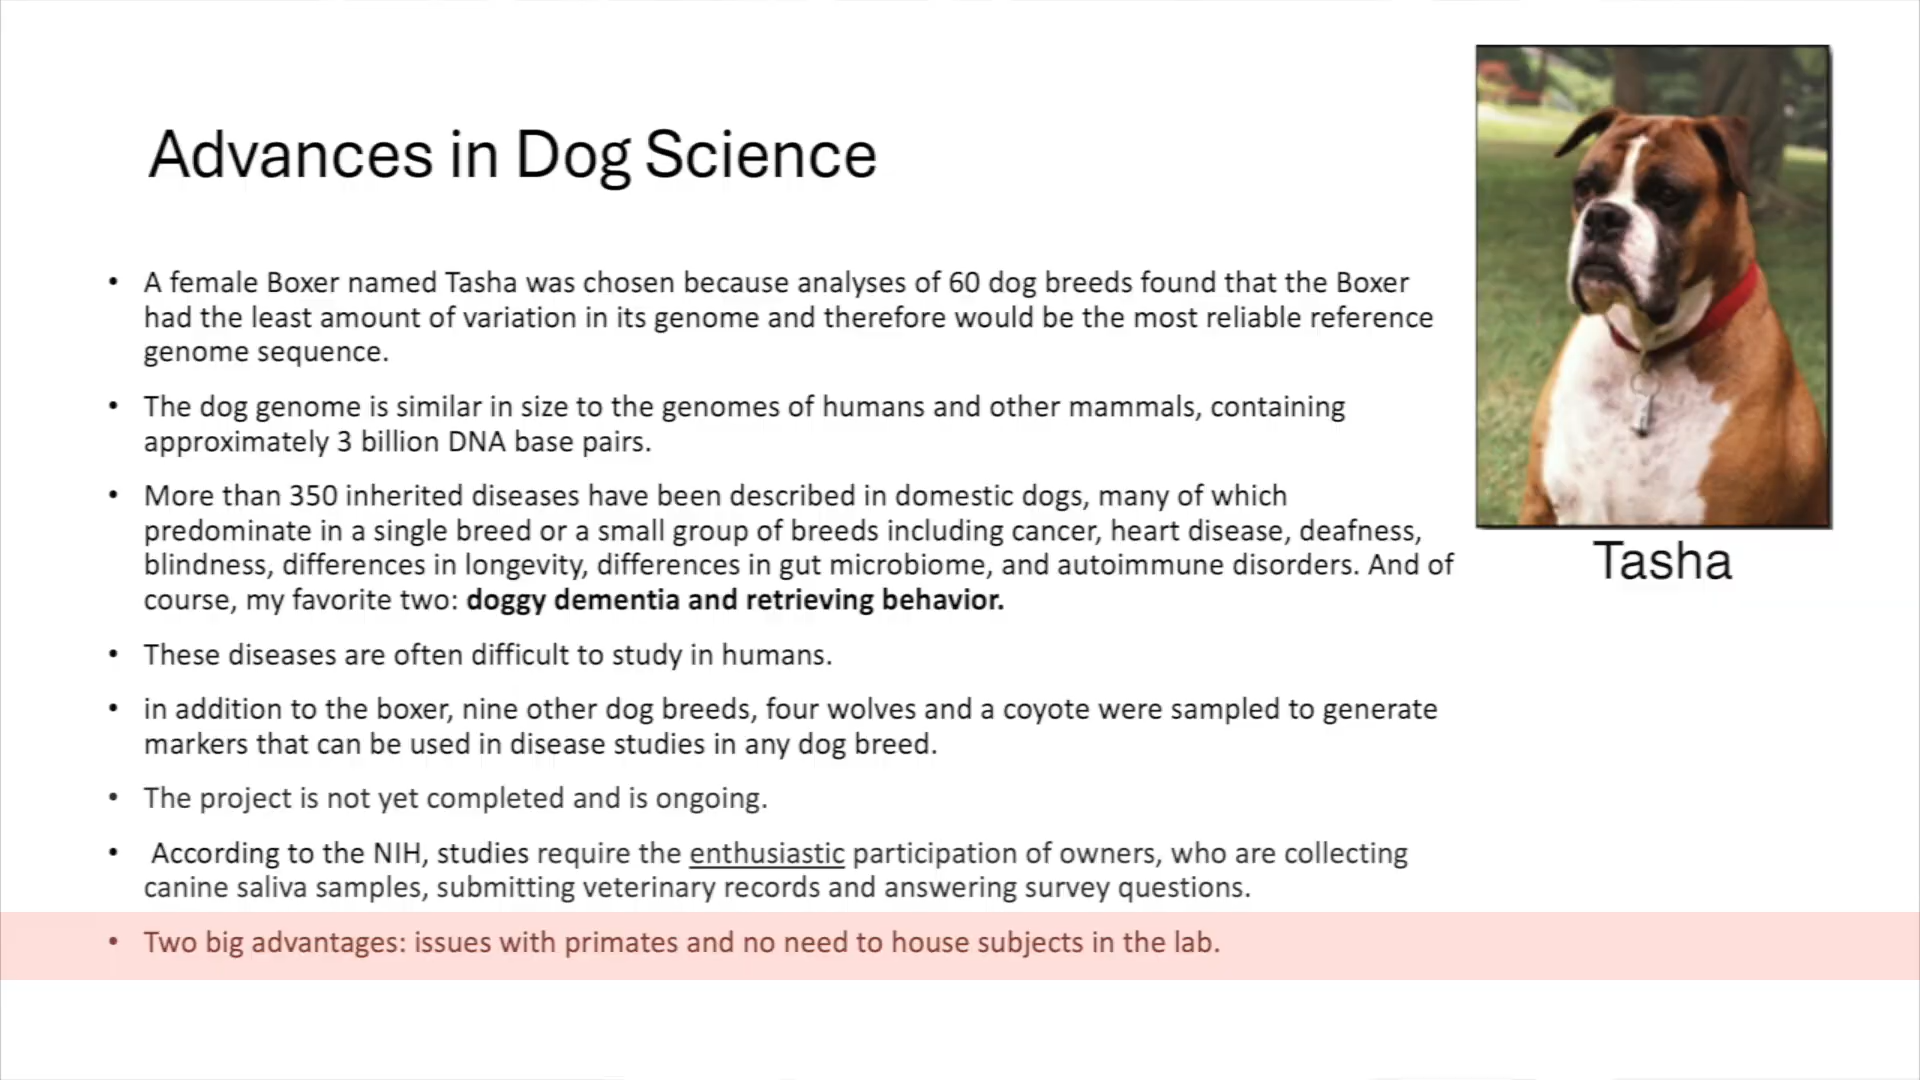 Advances in Dog Science
• A female Boxer named Tasha was chosen because analyses of 60 dog breeds found that the Boxer
had the least amount of variation in its genome and therefore would be the most reliable reference
genome sequence.
• The dog genome is similar in size to the genomes of humans and other mammals, containing
approximately 3 billion DNA base pairs.
• More than 350 inherited diseases have been described in domestic dogs, many of which
predominate in a single breed or a small group of breeds including cancer, heart disease, deafness,
blindness, differences in longevity, differences in gut microbiome, and autoimmune disorders. And of
course, my favorite two: doggy dementia and retrieving behavior.
• These diseases are often difficult to study in humans.
• in addition to the boxer, nine other dog breeds, four wolves and a coyote were sampled to generate
markers that can be used in disease studies in any dog breed.
• The project is not yet completed and is ongoing.
• According to the NIH, studies require the enthusiastic participation of owners, who are collecting
canine saliva samples, submitting veterinary records and answering survey questions.
• Two big advantages: issues with primates and no need to house subjects in the lab.
Tasha